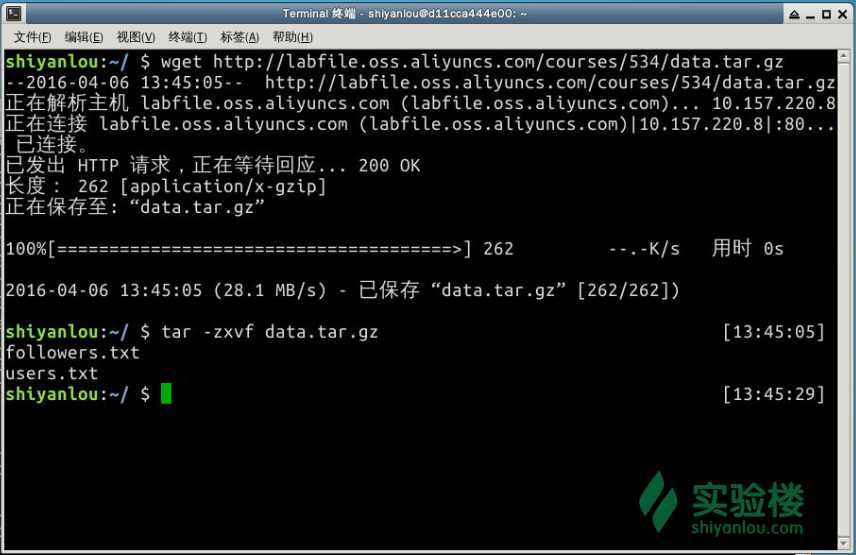 Terminal 终端 - shiyanlou@d11cca444e00: ~
文件(F) 编辑(E) 视图(V) 终端(T) 标签(A) 帮助(H)
shiyanlou:~/ $ wget http://labfile.oss.aliyuncs.com/courses/534/data.tar.gz
--2016-04-06 13:45:05--  http://labfile.oss.aliyuncs.com/courses/534/data.tar.gz
正在解析主机 labfile.oss.aliyuncs.com (labfile.oss.aliyuncs.com)... 10.157.220.8
正在连接 labfile.oss.aliyuncs.com (labfile.oss.aliyuncs.com)|10.157.220.8|:80...
已连接。
已发出 HTTP 请求，正在等待回应... 200 OK
长度： 262 [application/x-gzip]
正在保存至: “data.tar.gz”
100%[======================================>] 262         --.-K/s   用时 0s
2016-04-06 13:45:05 (28.1 MB/s) - 已保存 “data.tar.gz” [262/262])
shiyanlou:~/ $ tar -zxvf data.tar.gz [13:45:05]
followers.txt
users.txt
shiyanlou:~/ $ [13:45:29]
实验楼
shiyanlou.com